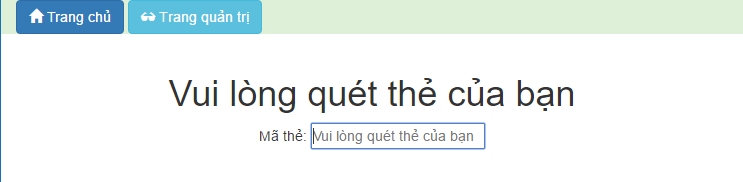 Trang chủ Trang quản trị
Vui lòng quét thẻ của bạn
Mã thẻ: Vui lòng quét thẻ của bạn